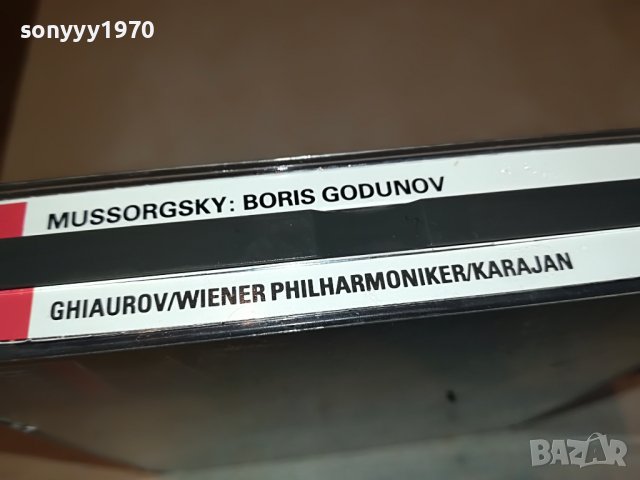 sonyyy1970
MUSSORGSKY: BORIS GODUNOV
GHIAUROV/WIENER PHILHARMONIKER/KARAJAN
BAZAR